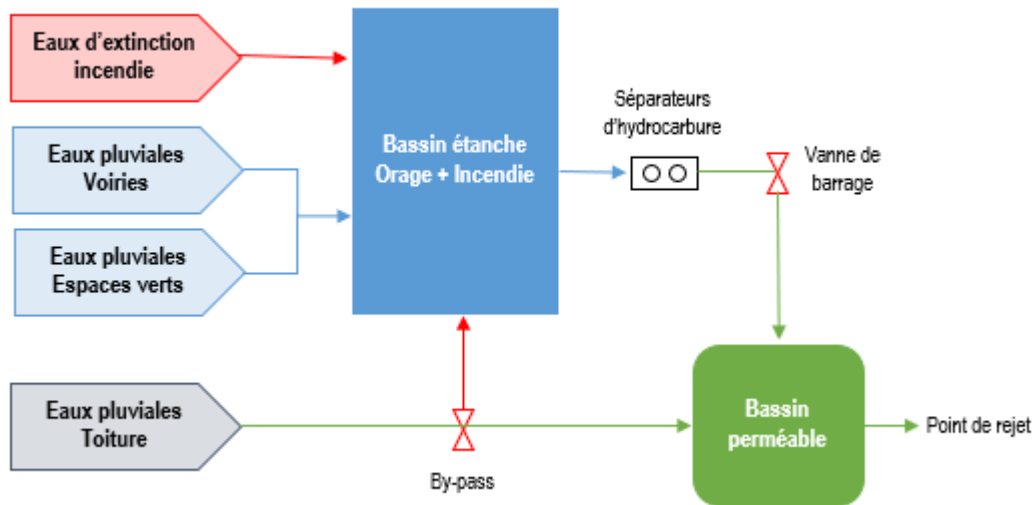 Eaux d'extinction
incendie
Eaux pluviales
Voiries
Eaux pluviales
Espaces verts
Eaux pluviales
Toiture
Bassin étanche
Orage + Incendie
Séparateurs
d'hydrocarbure
Vanne de
barrage
By-pass
Bassin
perméable
Point de rejet